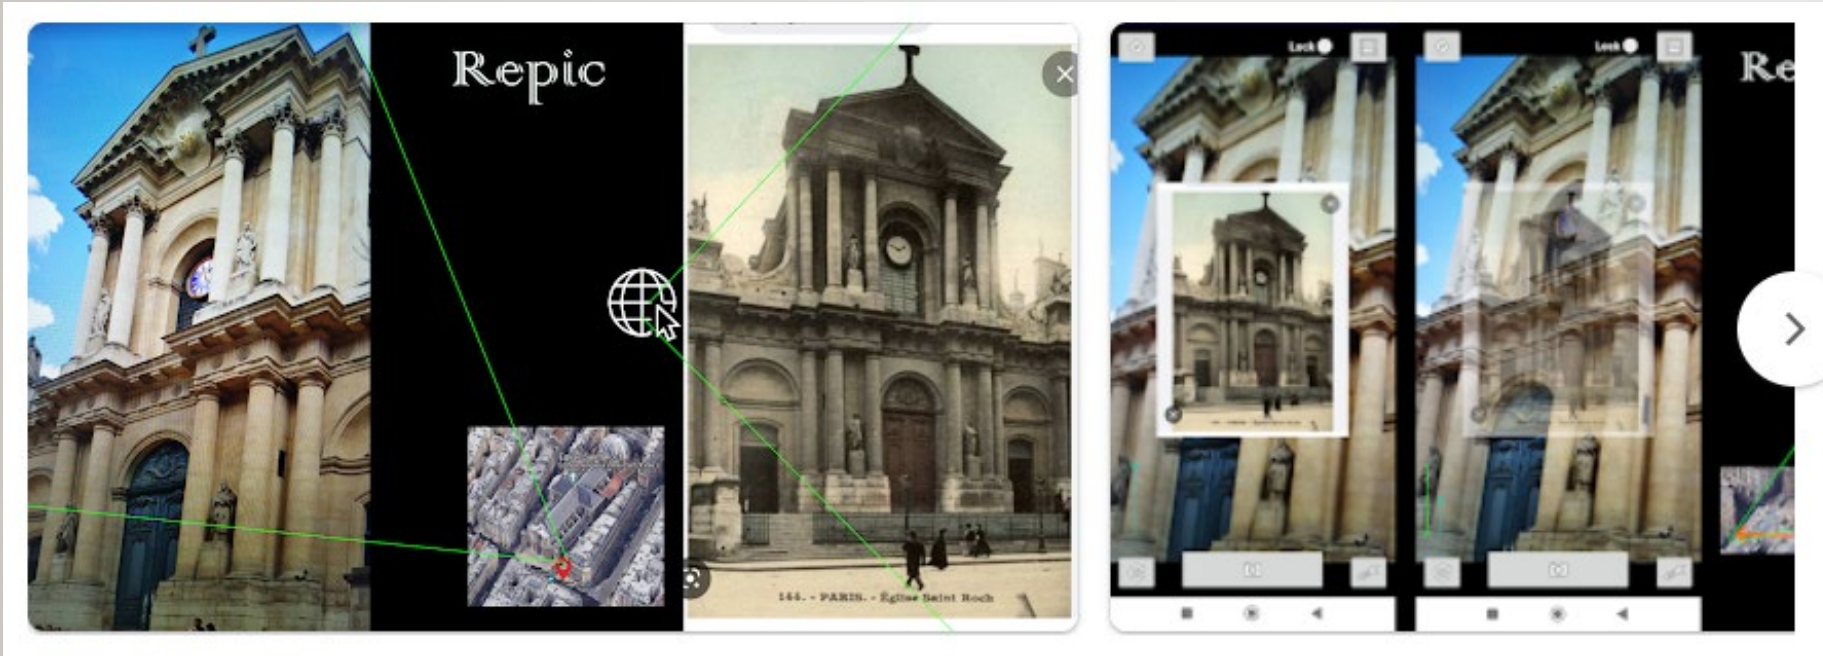 Repic
144. - PARIS. - Église Saint Roch
Lock
Lock
Re